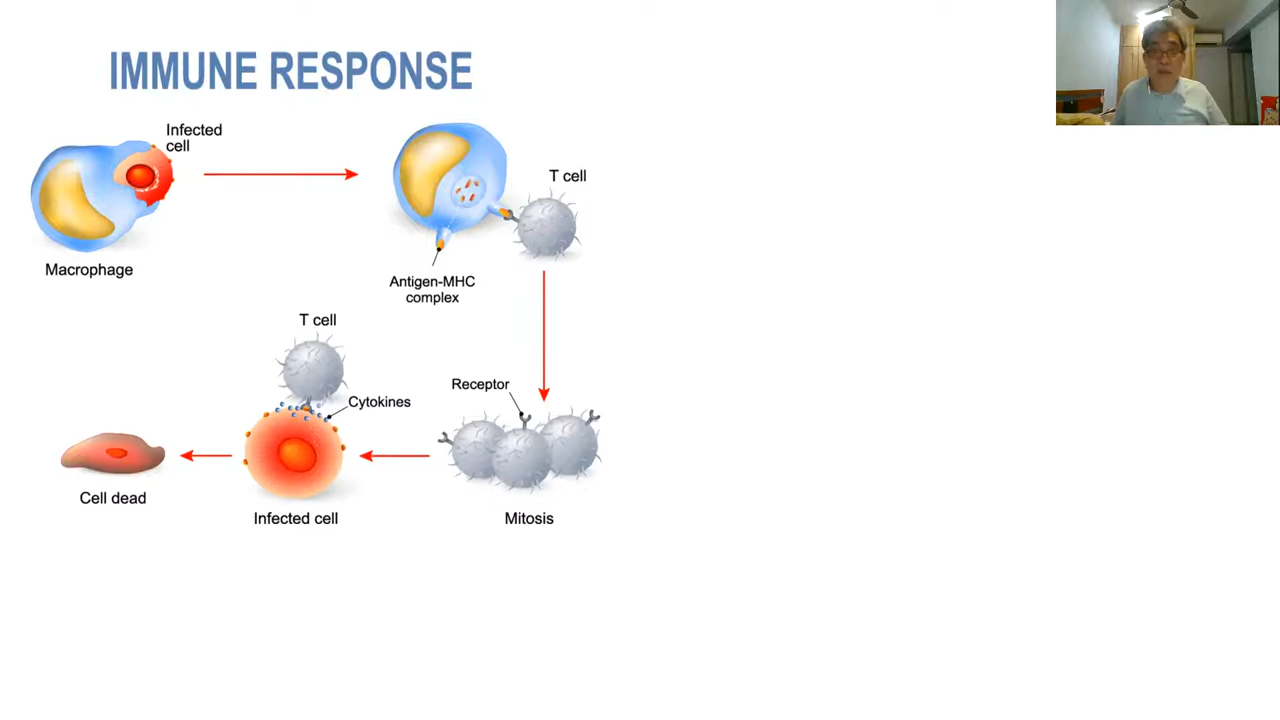 IMMUNE RESPONSE
Infected
cell
Macrophage
T cell
Antigen-MHC
complex
T cell
Cytokines
Receptor
Cell dead
Infected cell
Mitosis